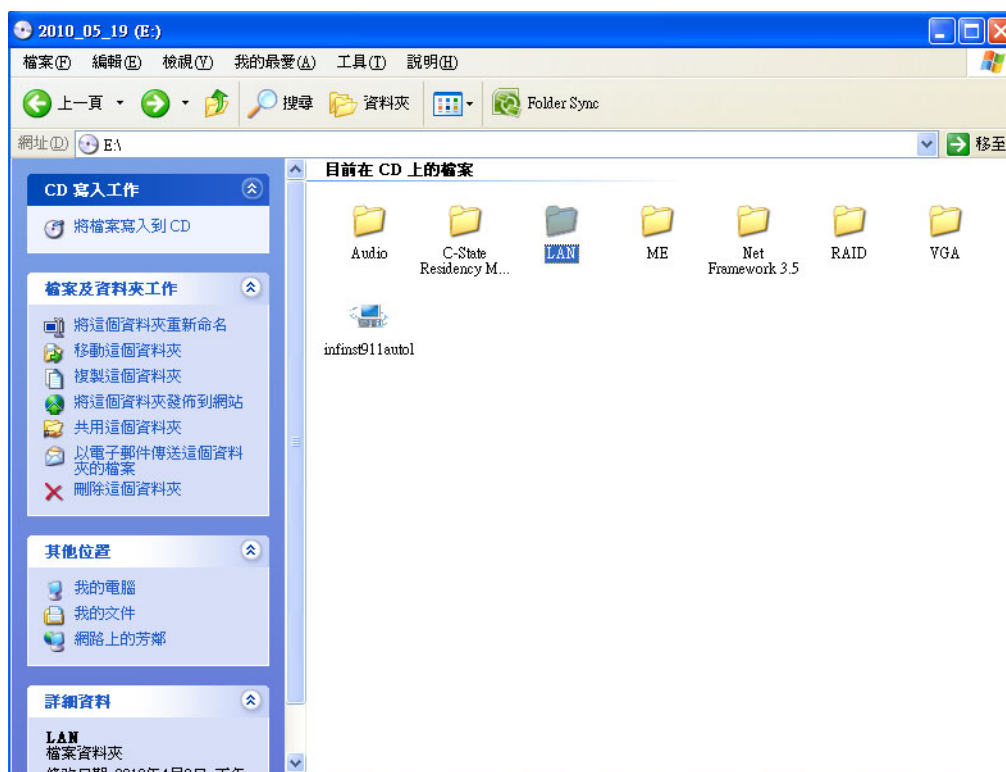 2010_05_19 (E:)
檔案(F) 編輯(E) 檢視(V) 我的最愛(A) 工具(T) 說明(H)
上一頁 搜尋 資料夾 Folder Sync
網址(D) E:\ 移至
CD 寫入工作
將檔案寫入到 CD
檔案及資料夾工作
將這個資料夾重新命名
移動這個資料夾
複製這個資料夾
將這個資料夾發佈到網站
共用這個資料夾
以電子郵件傳送這個資料
夾的檔案
刪除這個資料夾
其他位置
我的電腦
我的文件
網路上的芳鄰
詳細資料
LAN
檔案資料夾
目前在 CD 上的檔案
Audio
C-State
Residency M...
LAN
ME
Net
Framework 3.5
RAID
VGA
infinst911autol